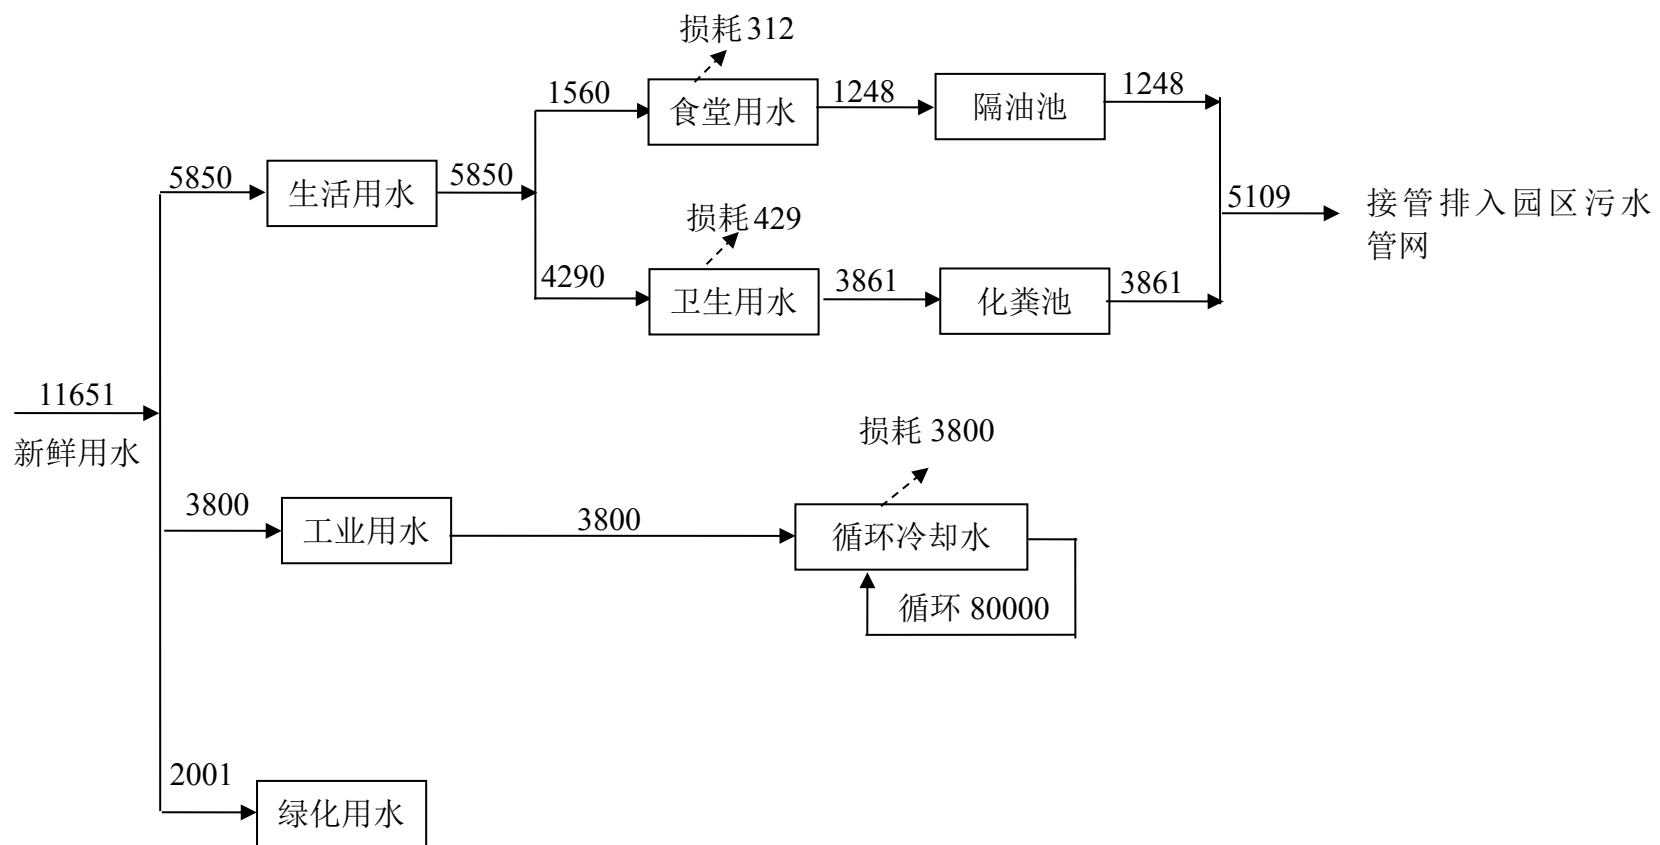 损耗312
1560
食堂用水
1248
隔油池
1248
5850
生活用水
5850
损耗429
5109
接管排入园区污水
管网
4290
卫生用水
3861
化粪池
3861
11651
新鲜用水
损耗 3800
3800
工业用水
3800
循环冷却水
循环 80000
2001
绿化用水